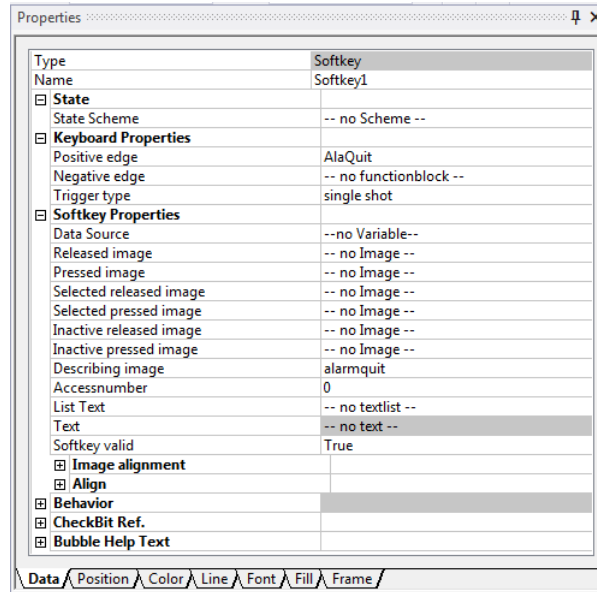 Properties
Type Softkey
Name Softkey1
State
State Scheme -- no Scheme --
Keyboard Properties
Positive edge AlaQuit
Negative edge -- no functionblock --
Trigger type single shot
Softkey Properties
Data Source --no Variable--
Released image -- no Image --
Pressed image -- no Image --
Selected released image -- no Image --
Selected pressed image -- no Image --
Inactive released image -- no Image --
Inactive pressed image -- no Image --
Describing image alarmquit
Accessnumber 0
List Text -- no textlist --
Text -- no text --
Softkey valid True
Image alignment
Align
Behavior
CheckBit Ref.
Bubble Help Text
Data Position Color Line Font Fill Frame